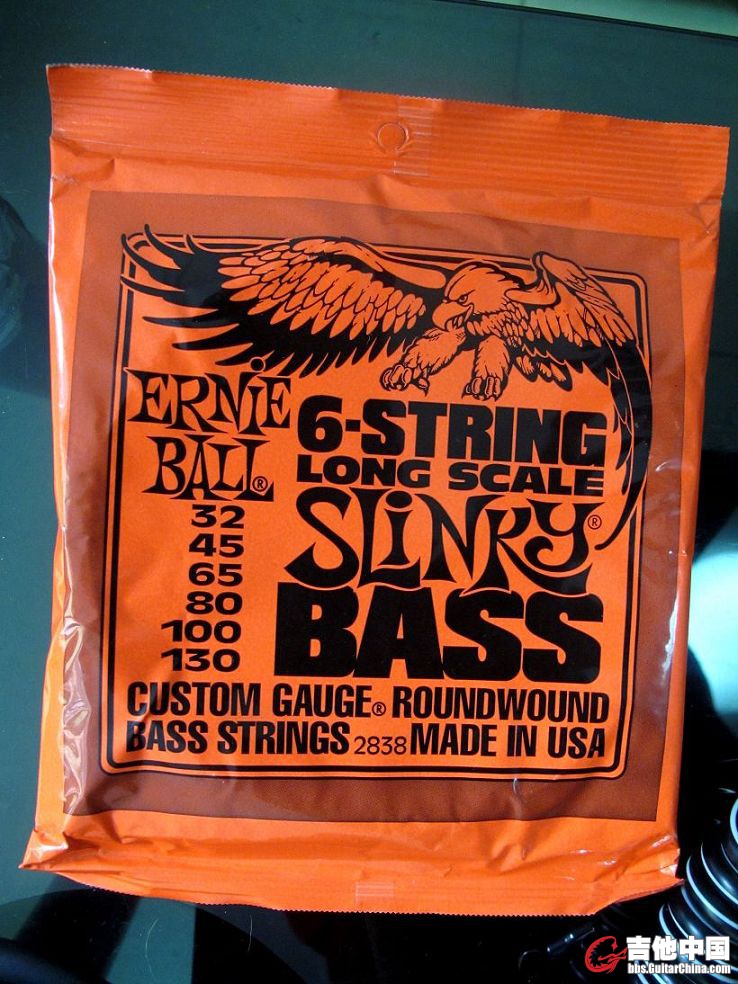 ERNIE
BALL®
32
45
65
80
100
130
6-STRING
LONG SCALE
SLINKY®
BASS
CUSTOM GAUGE® ROUNDWOUND
BASS STRINGS 2838 MADE IN USA
吉他中国
bbs.GuitarChina.com